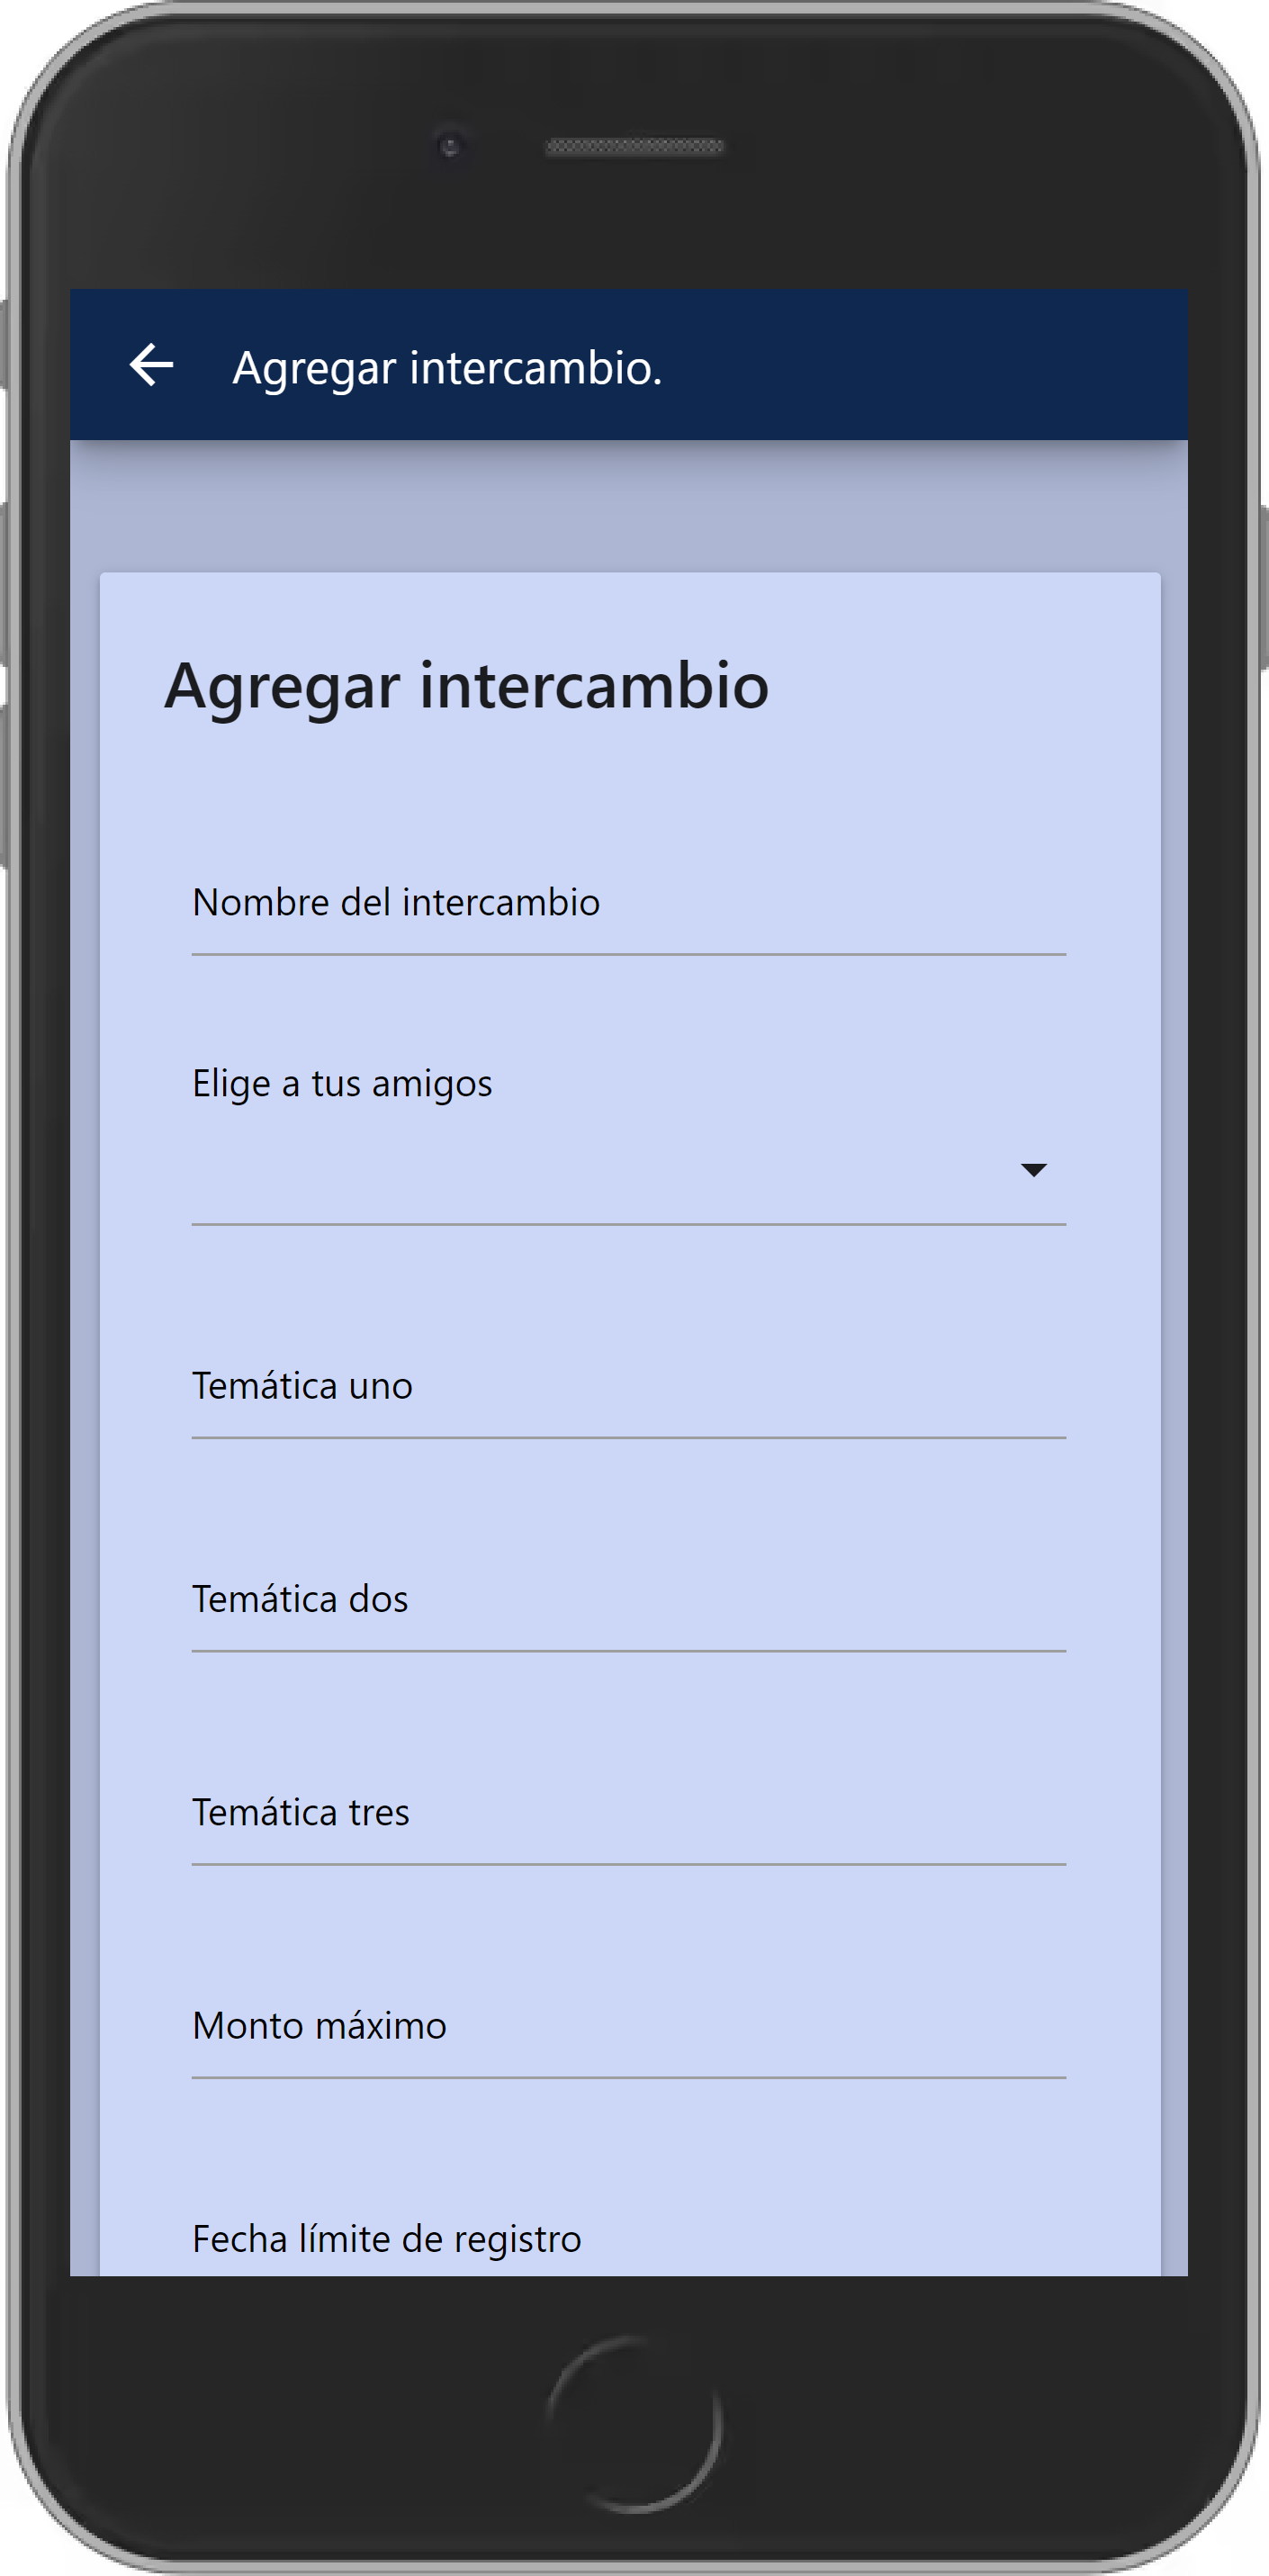 Agregar intercambio.
Agregar intercambio
Nombre del intercambio
Elige a tus amigos
Temática uno
Temática dos
Temática tres
Monto máximo
Fecha límite de registro